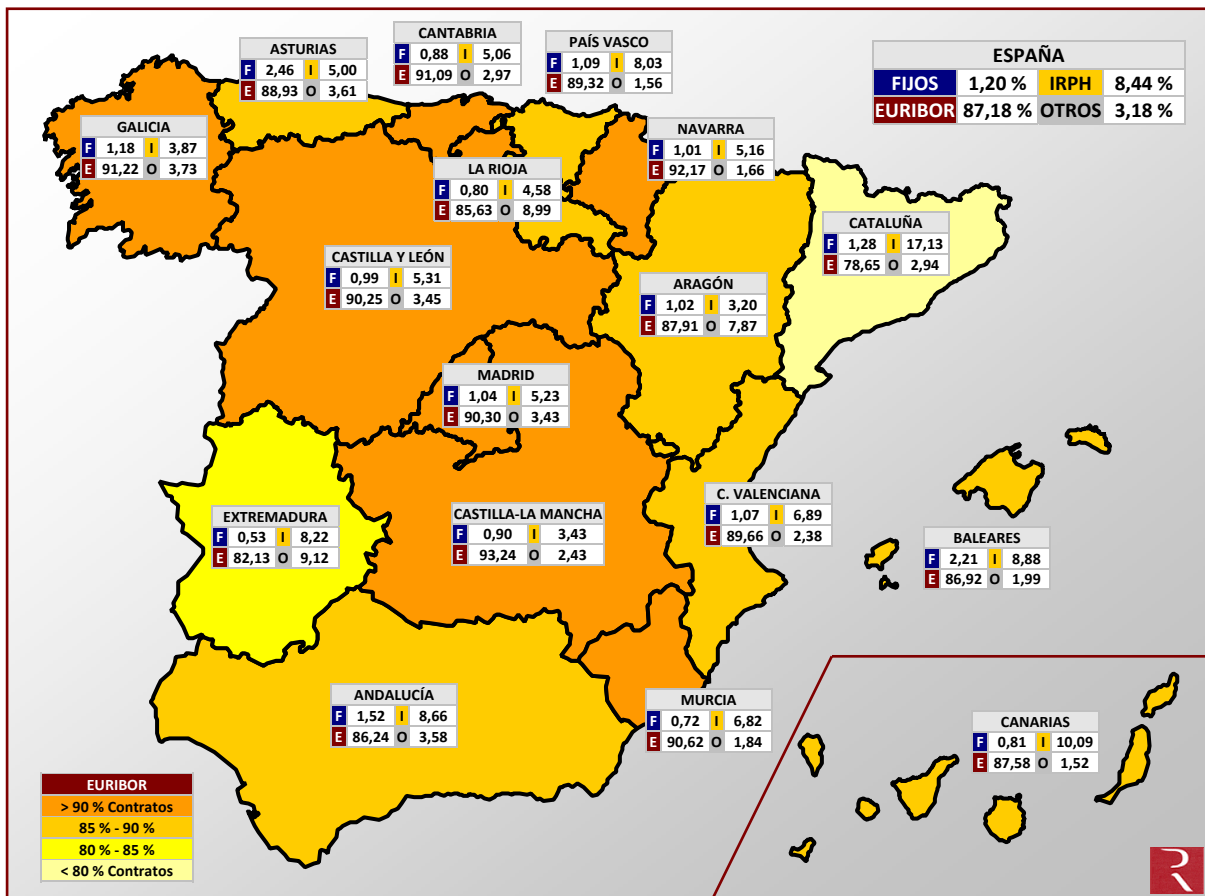 CANTABRIA
F 0,88 I 5,06
E 91,09 O 2,97
PAÍS VASCO
F 1,09 I 8,03
E 89,32 O 1,56
ASTURIAS
F 2,46 I 5,00
E 88,93 O 3,61
ESPAÑA
FIJOS 1,20 % IRPH 8,44 %
EURIBOR 87,18 % OTROS 3,18 %
GALICIA
F 1,18 I 3,87
E 91,22 O 3,73
NAVARRA
F 1,01 I 5,16
E 92,17 O 1,66
LA RIOJA
F 0,80 I 4,58
E 85,63 O 8,99
CATALUÑA
F 1,28 I 17,13
E 78,65 O 2,94
CASTILLA Y LEÓN
F 0,99 I 5,31
E 90,25 O 3,45
ARAGÓN
F 1,02 I 3,20
E 87,91 O 7,87
MADRID
F 1,04 I 5,23
E 90,30 O 3,43
C. VALENCIANA
F 1,07 I 6,89
E 89,66 O 2,38
EXTREMADURA
F 0,53 I 8,22
E 82,13 O 9,12
CASTILLA-LA MANCHA
F 0,90 I 3,43
E 93,24 O 2,43
BALEARES
F 2,21 I 8,88
E 86,92 O 1,99
ANDALUCÍA
F 1,52 I 8,66
E 86,24 O 3,58
MURCIA
F 0,72 I 6,82
E 90,62 O 1,84
CANARIAS
F 0,81 I 10,09
E 87,58 O 1,52
EURIBOR
> 90 % Contratos
85 % - 90 %
80 % - 85 %
< 80 % Contratos
R